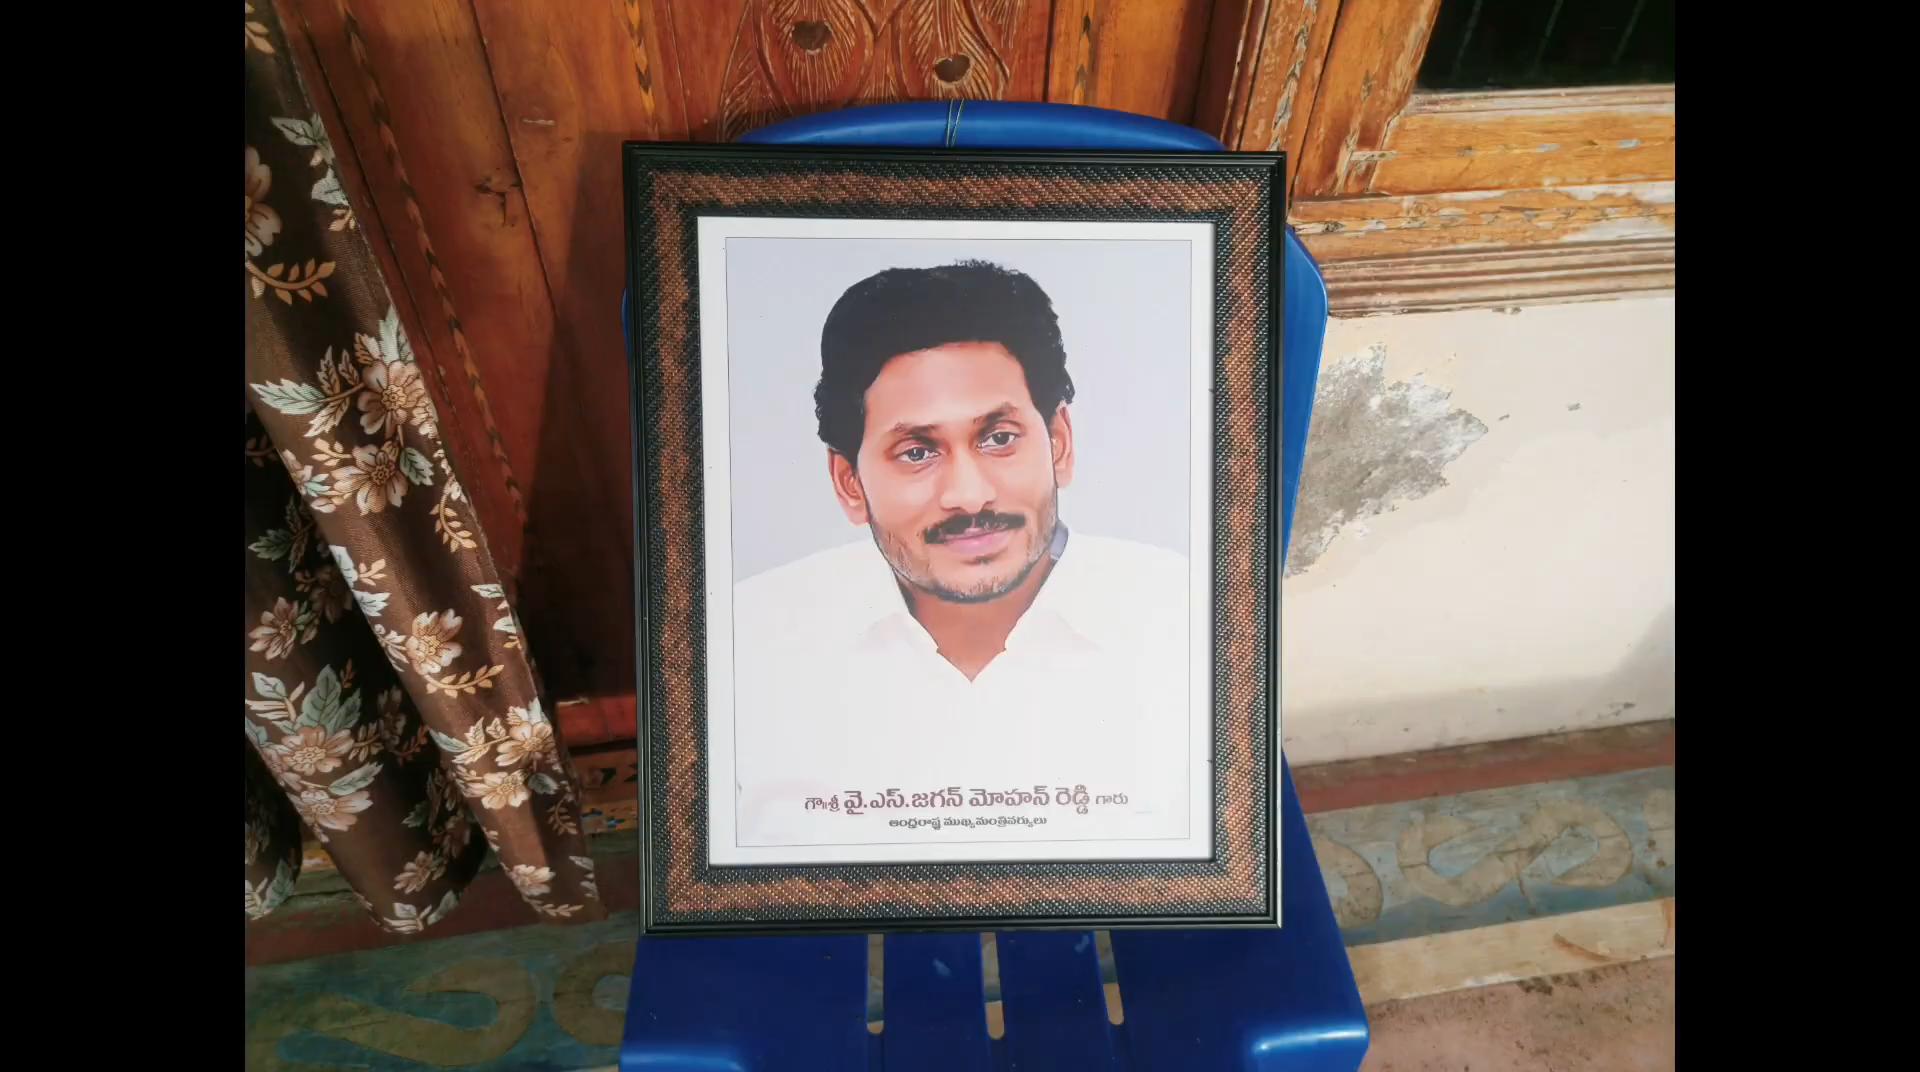 గౌ॥శ్రీ వై.ఎస్.జగన్ మోహన్ రెడ్డి గారు
ఆంధ్రరాష్ట్ర ముఖ్యమంత్రివర్యులు